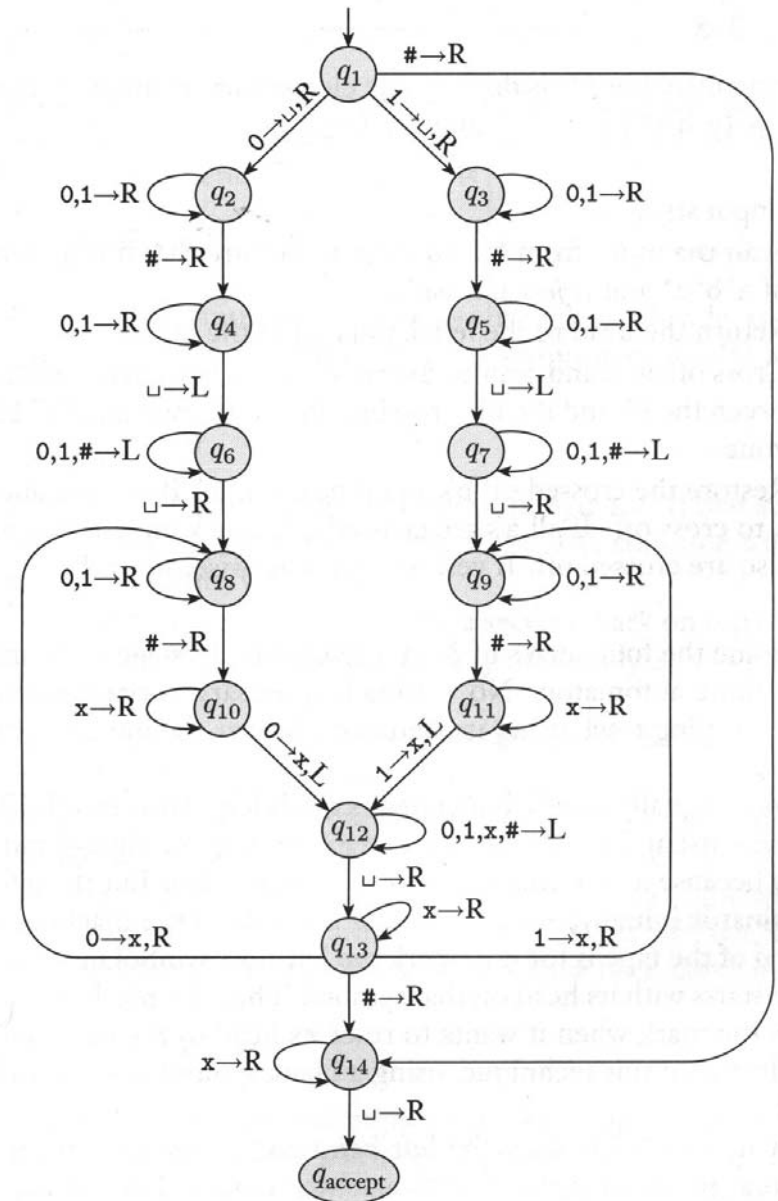 q1 #→R
0→⊔,R 1→⊔,R
0,1→R q2 q3 0,1→R
#→R #→R
0,1→R q4 q5 0,1→R
⊔→L ⊔→L
0,1,#→L q6 q7 0,1,#→L
⊔→R ⊔→R
0,1→R q8 q9 0,1→R
#→R #→R
x→R q10 q11 x→R
0→x,L 1→x,L
q12 0,1,x,#→L
⊔→R
x→R
0→x,R q13 1→x,R
#→R
x→R q14
⊔→R
qaccept